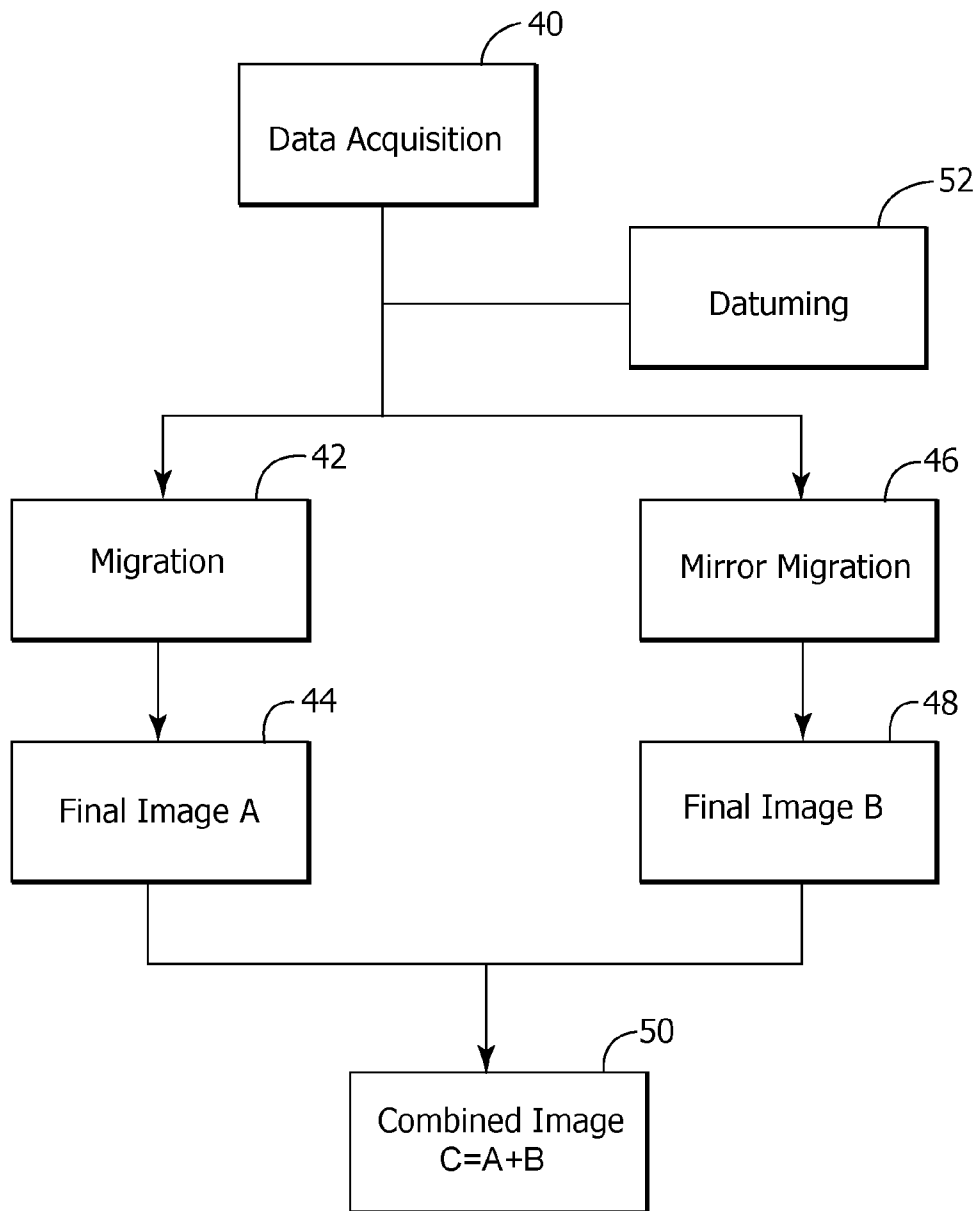 40
Data Acquisition
52
Datuming
42
Migration
46
Mirror Migration
44
Final Image A
48
Final Image B
50
Combined Image
C=A+B